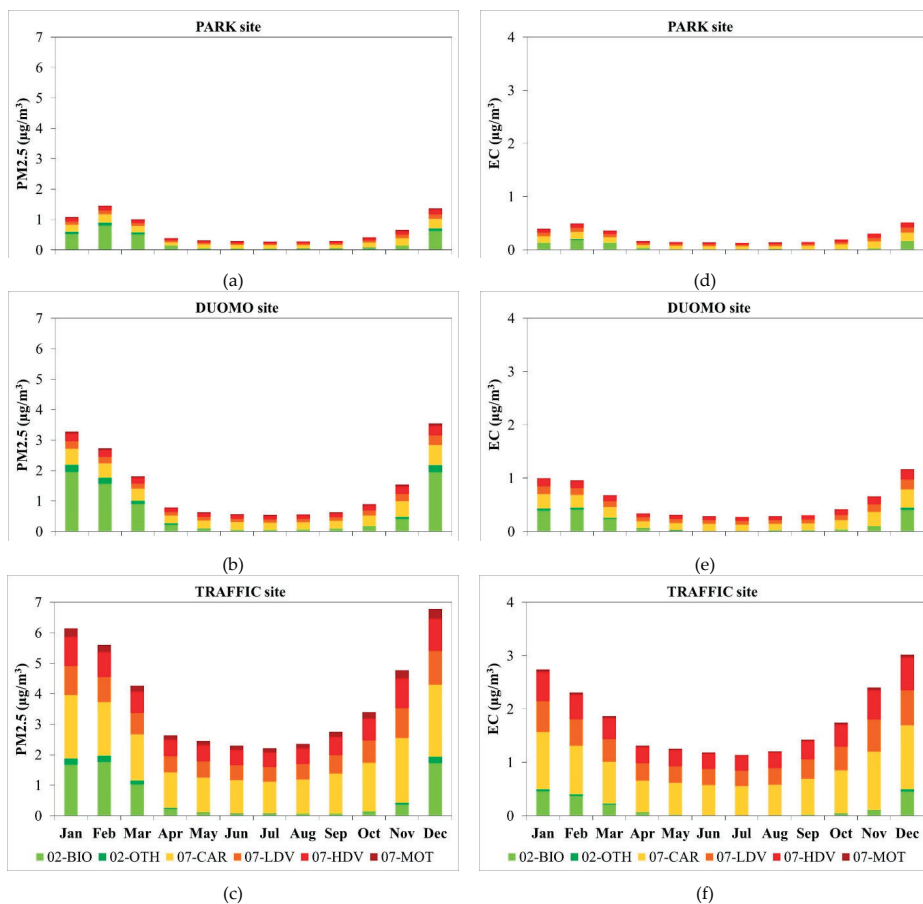 PARK site
PM2.5 (µg/m³)
7
6
5
4
3
2
1
0
(a)
PARK site
EC (µg/m³)
4
3
2
1
0
(d)
DUOMO site
PM2.5 (µg/m³)
7
6
5
4
3
2
1
0
(b)
DUOMO site
EC (µg/m³)
4
3
2
1
0
(e)
TRAFFIC site
PM2.5 (µg/m³)
7
6
5
4
3
2
1
0
Jan Feb Mar Apr May Jun Jul Aug Sep Oct Nov Dec
02-BIO 02-OTH 07-CAR 07-LDV 07-HDV 07-MOT
(c)
TRAFFIC site
EC (µg/m³)
4
3
2
1
0
Jan Feb Mar Apr May Jun Jul Aug Sep Oct Nov Dec
02-BIO 02-OTH 07-CAR 07-LDV 07-HDV 07-MOT
(f)